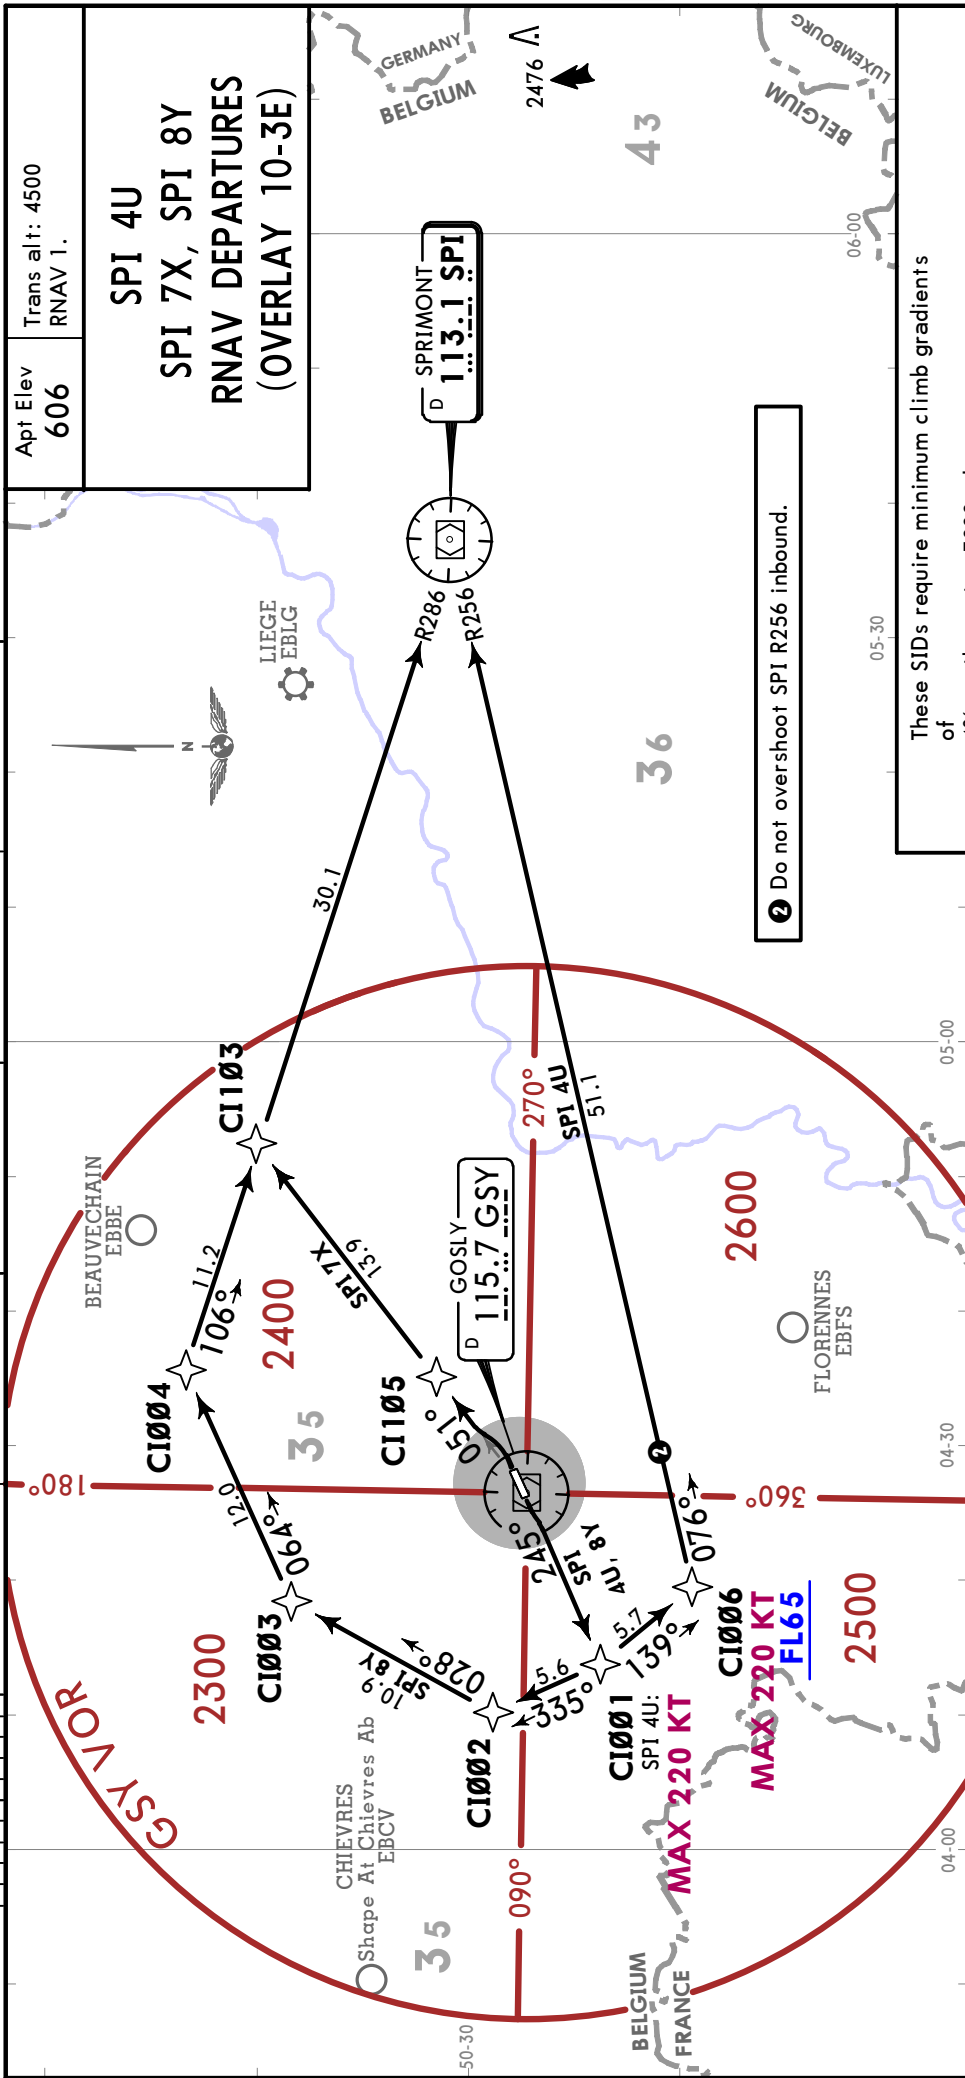 Apt Elev
606
Trans alt: 4500
RNAV 1.
SPI 4U
SPI 7X, SPI 8Y
RNAV DEPARTURES
(OVERLAY 10-3E)
GERMANY
BELGIUM
2476
LUXEMBOURG
BELGIUM
43
06-00
SPRIMONT
D
113.1 SPI
R286
R256
LIEGE
EBLG
N
36
05-30
❷ Do not overshoot SPI R256 inbound.
These SIDs require minimum climb gradients
of
30.1
CI1Ø3
BEAUVECHAIN
EBBE
11.2
106°
CIØØ4
2400
35
SPI 7X
13.9
CI1Ø5
051°
GOSLY
D
115.7 GSY
270°
SPI 4U
51.1
05-00
2600
FLORENNES
EBFS
04-30
180°
12.0
064°
CIØØ3
2300
GSY VOR
10.9
SPI 8Y
028°
CIØØ2
CHIEVRES
Shape At Chievres Ab
EBCV
35
090°
50-30
245°
SPI
4U, 8Y
5.6
335°
5.7
139°
CIØØ1
SPI 4U:
MAX 220 KT
❷
076°
360°
CIØØ6
MAX 220 KT
FL65
2500
04-00
BELGIUM
FRANCE